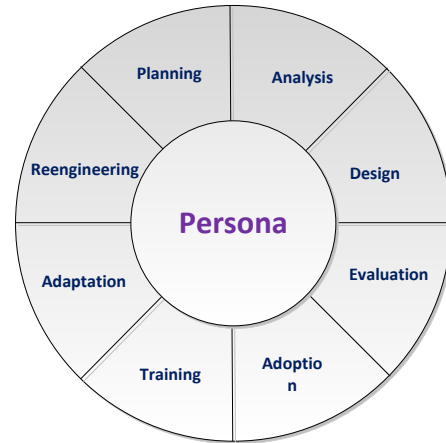 Planning
Analysis
Reengineering
Design
Persona
Adaptation
Evaluation
Training
Adoptio
n